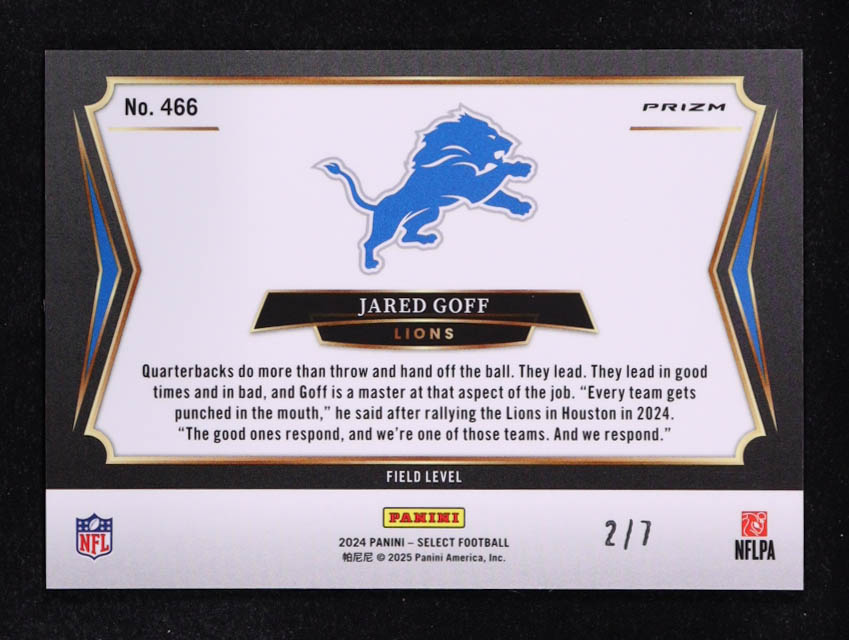 No. 466
PRIZM
JARED GOFF
LIONS
Quarterbacks do more than throw and hand off the ball. They lead. They lead in good
times and in bad, and Goff is a master at that aspect of the job. “Every team gets
punched in the mouth,” he said after rallying the Lions in Houston in 2024.
“The good ones respond, and we’re one of those teams. And we respond.”
FIELD LEVEL
NFL
PANINI
2024 PANINI – SELECT FOOTBALL
帕尼尼 © 2025 Panini America, Inc.
2/7
NFLPA